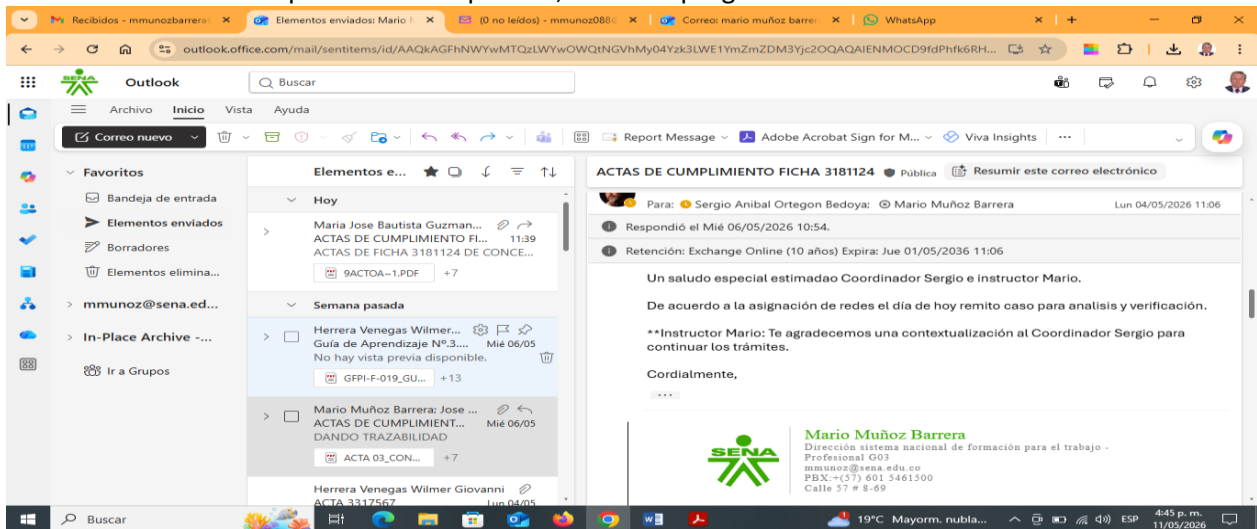 Recibidos - mmunozbarrera
Elementos enviados: Mario M
(0 no leídos) - mmunoz088
Correo: mario muñoz barrer
WhatsApp
outlook.office.com/mail/sentitems/id/
SENA
Outlook
Buscar
Archivo Inicio Vista Ayuda
Correo nuevo
Report Message
Adobe Acrobat Sign for M...
Viva Insights
Favoritos
Bandeja de entrada
Elementos enviados
Borradores
Elementos elimina...
mmunoz@sena.ed...
In-Place Archive -...
Ir a Grupos
Elementos e...
Hoy
Maria Jose Bautista Guzman...
ACTAS DE CUMPLIMIENTO FI... 11:39
ACTAS DE FICHA 3181124 DE CONCE...
9ACTOA~1.PDF +7
Semana pasada
Herrera Venegas Wilmer...
Guía de Aprendizaje Nº.3.... Mié 06/05
No hay vista previa disponible.
GFPI-F-019_GU... +13
Mario Muñoz Barrera: Jose ...
ACTAS DE CUMPLIMIENT... Mié 06/05
DANDO TRAZABILIDAD
ACTA 03_CON... +7
Herrera Venegas Wilmer Giovanni
ACTA 3317567 Lun 04/05
ACTAS DE CUMPLIMIENTO FICHA 3181124 Pública Resumir este correo electrónico
Para: Sergio Anibal Ortegon Bedoya; Mario Muñoz Barrera Lun 04/05/2026 11:06
Respondió el Mié 06/05/2026 10:54.
Retención: Exchange Online (10 años) Expira: Jue 01/05/2036 11:06
Un saludo especial estimadao Coordinador Sergio e instructor Mario.
De acuerdo a la asignación de redes el día de hoy remito caso para analisis y verificación.
**Instructor Mario: Te agradecemos una contextualización al Coordinador Sergio para
continuar los trámites.
Cordialmente,
...
SENA
Mario Muñoz Barrera
Dirección sistema nacional de formación para el trabajo -
Profesional G03
mmunoz@sena.edu.co
PBX:+(57) 601 5461500
Calle 57 # 8-69
Buscar
19°C Mayorm. nubla...
ESP
4:45 p. m.
11/05/2026